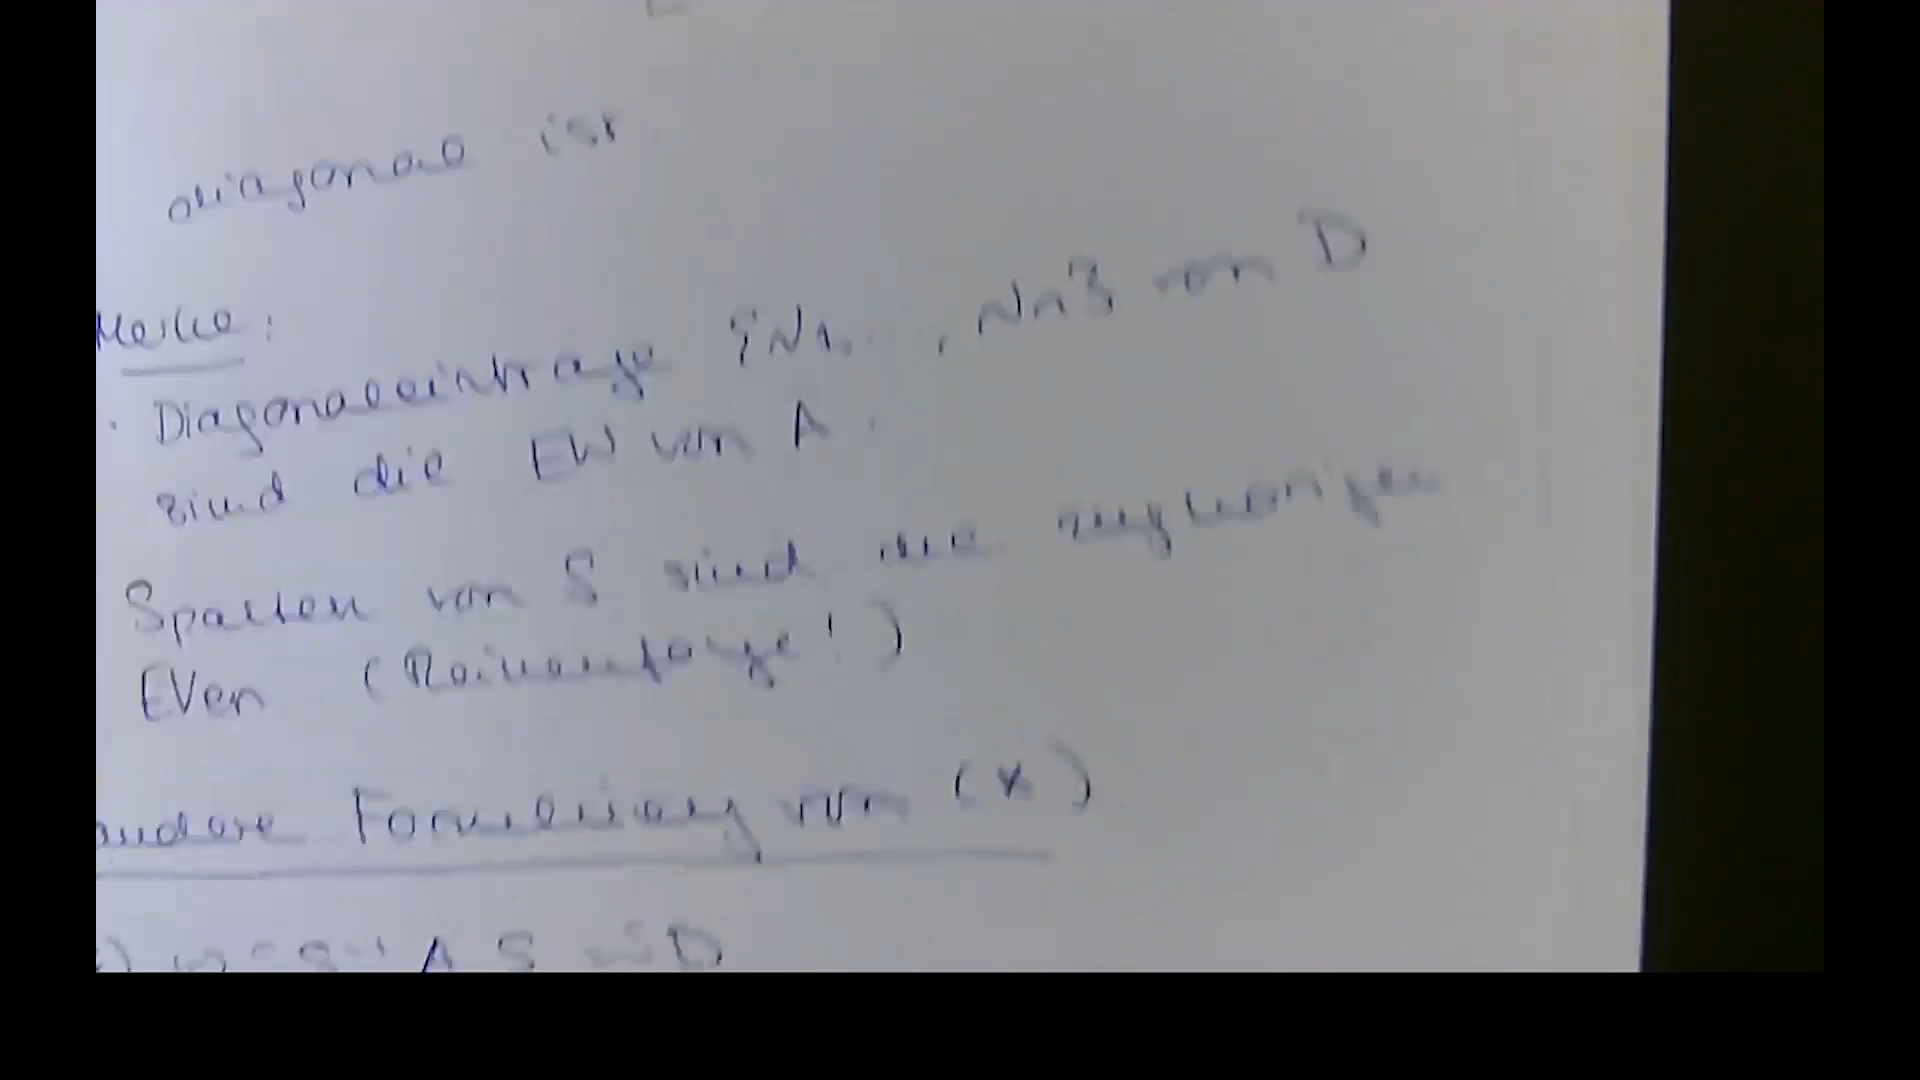 diagonal ist.
Merke:
· Diagonaleinträge {λ1, ..., λn} von D
sind die EW von A.
Spalten von S sind die zugehörigen
EVen (Reihenfolge!)
andere Formulierung von (*)
S⁻¹ A S = D